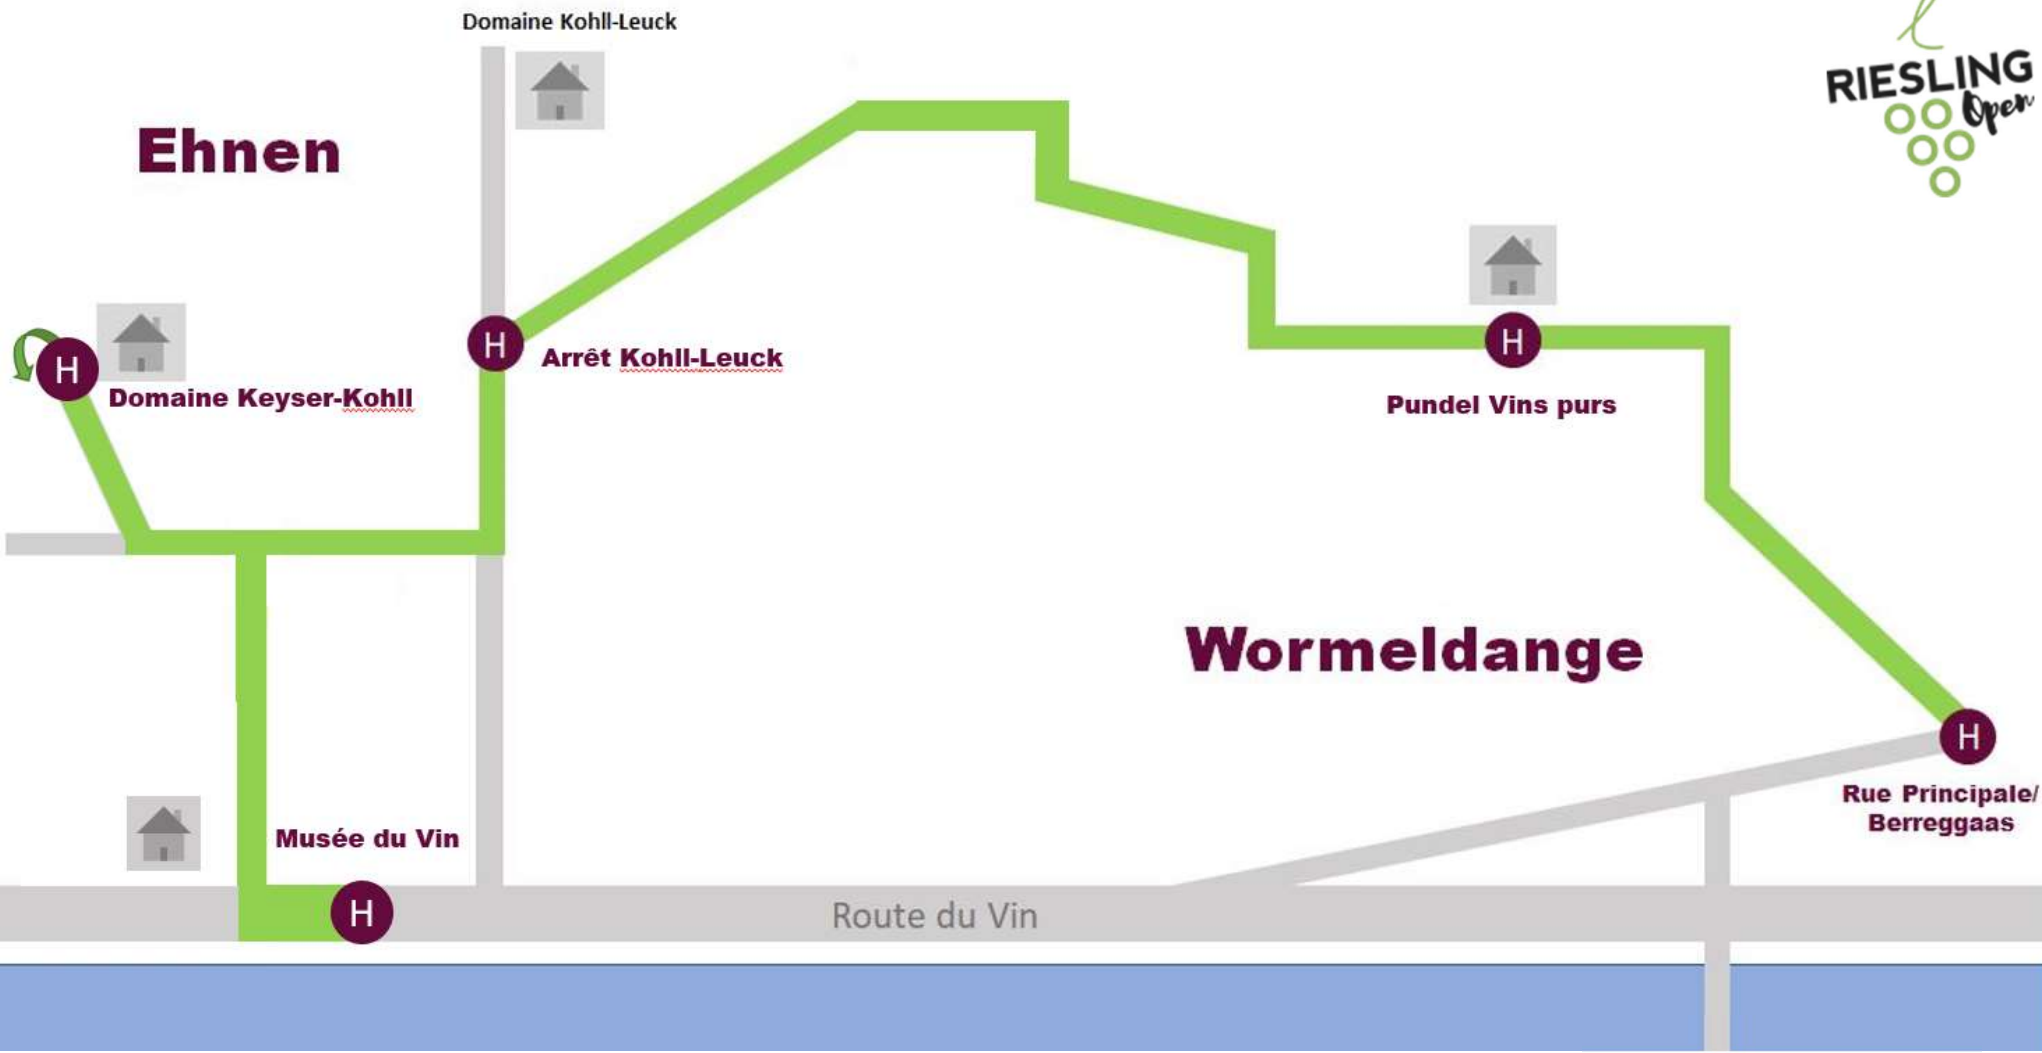 Domaine Kohll-Leuck
RIESLING
Open
Ehnen
H
Arrêt Kohll-Leuck
H
Domaine Keyser-Kohll
H
Pundel Vins purs
Wormeldange
H
Rue Principale/
Berreggaas
Musée du Vin
H
Route du Vin